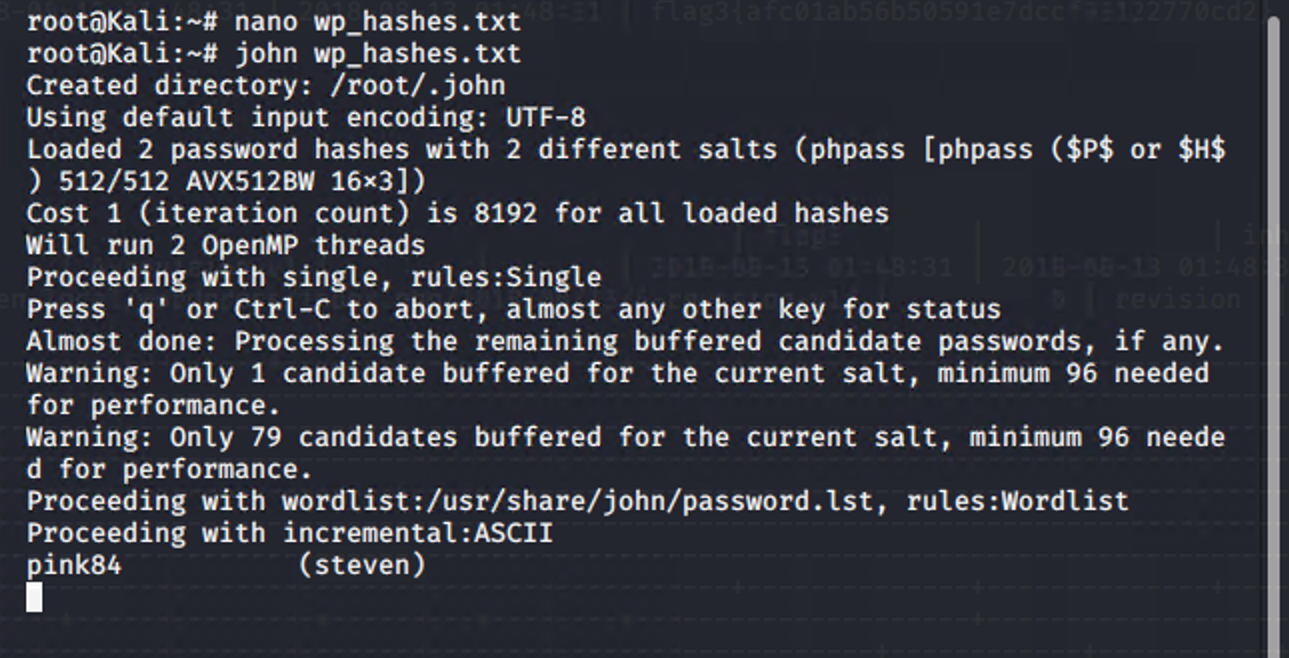 root@Kali:~# nano wp_hashes.txt
root@Kali:~# john wp_hashes.txt
Created directory: /root/.john
Using default input encoding: UTF-8
Loaded 2 password hashes with 2 different salts (phpass [phpass ($P$ or $H$
) 512/512 AVX512BW 16×3])
Cost 1 (iteration count) is 8192 for all loaded hashes
Will run 2 OpenMP threads
Proceeding with single, rules:Single
Press 'q' or Ctrl-C to abort, almost any other key for status
Almost done: Processing the remaining buffered candidate passwords, if any.
Warning: Only 1 candidate buffered for the current salt, minimum 96 needed
for performance.
Warning: Only 79 candidates buffered for the current salt, minimum 96 neede
d for performance.
Proceeding with wordlist:/usr/share/john/password.lst, rules:Wordlist
Proceeding with incremental:ASCII
pink84 (steven)